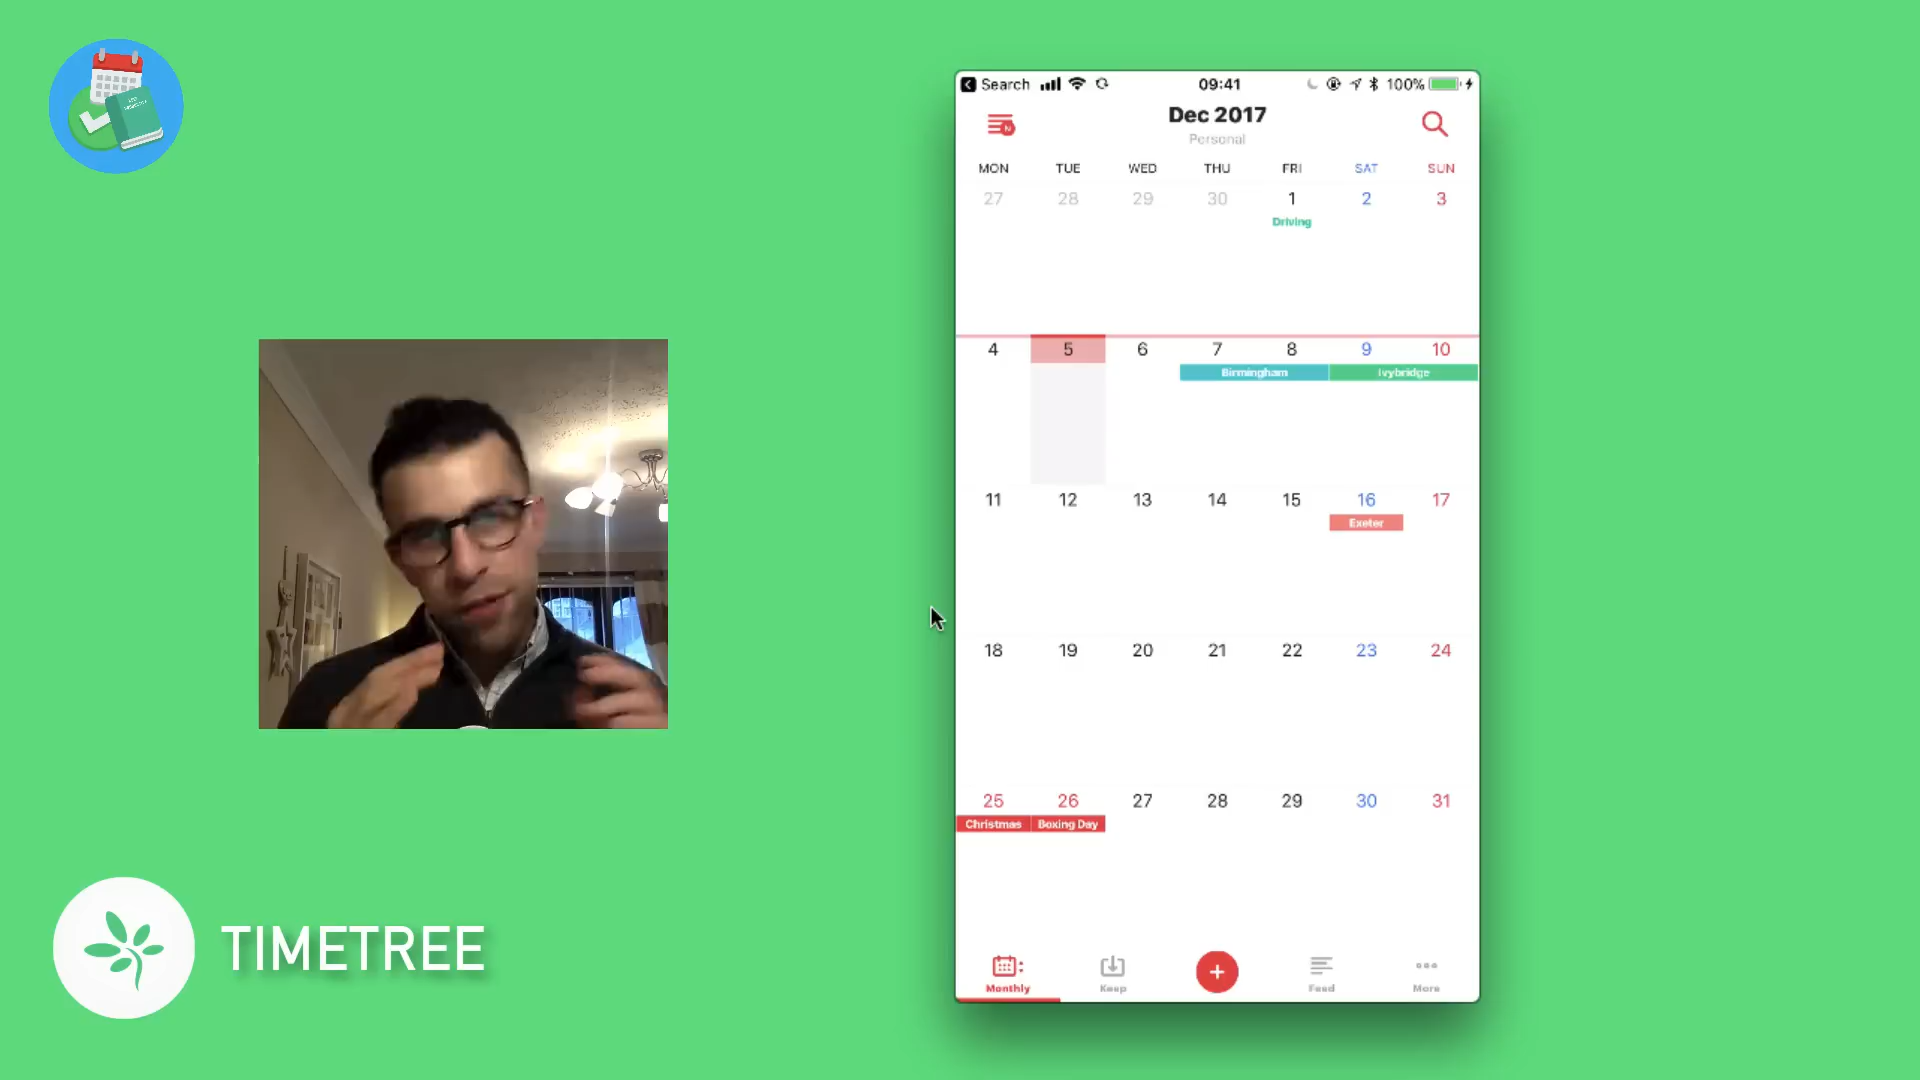 Search 09:41 100%
Dec 2017
Personal
MON TUE WED THU FRI SAT SUN
27 28 29 30 1 2 3
Driving
4 5 6 7 8 9 10
Birmingham Ivybridge
11 12 13 14 15 16 17
Exeter
18 19 20 21 22 23 24
25 26 27 28 29 30 31
Christmas Boxing Day
Monthly Keep + Feed More
TIMETREE